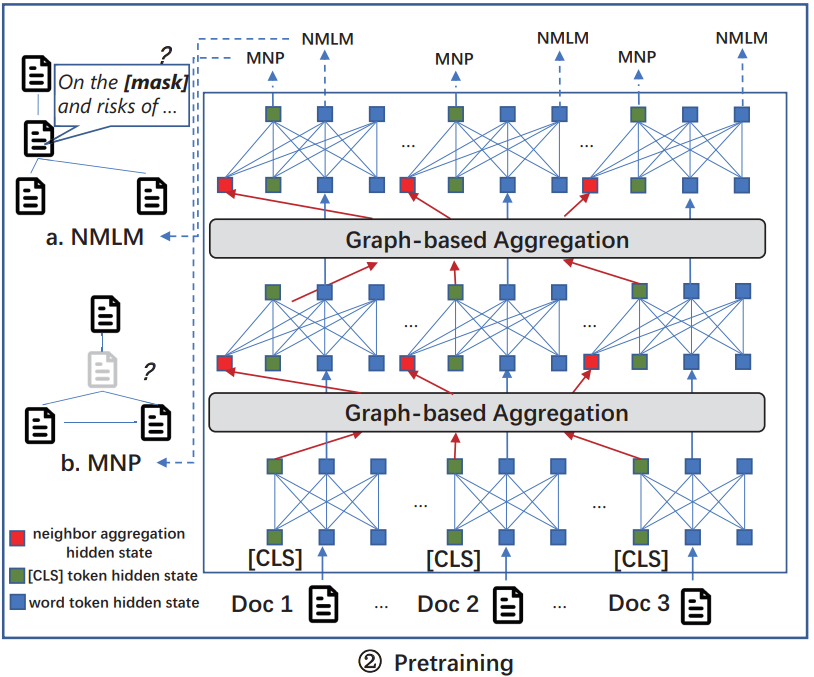 ?
On the [mask]
and risks of ...
a. NMLM
?
b. MNP
neighbor aggregation
hidden state
[CLS] token hidden state
word token hidden state
MNP
NMLM
MNP
NMLM
MNP
NMLM
...
...
Graph-based Aggregation
...
...
Graph-based Aggregation
...
...
[CLS]
[CLS]
[CLS]
Doc 1
...
Doc 2
...
Doc 3
② Pretraining